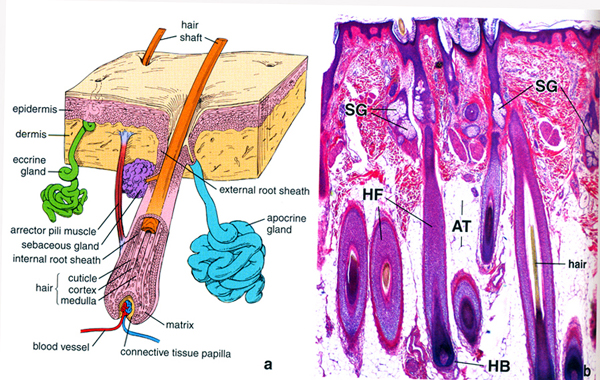 hair
shaft
epidermis
dermis
eccrine
gland
external root sheath
arrector pili muscle
sebaceous gland
internal root sheath
apocrine
gland
hair
cuticle
cortex
medulla
matrix
blood vessel
connective tissue papilla
a
SG
SG
HF
AT
hair
HB
b